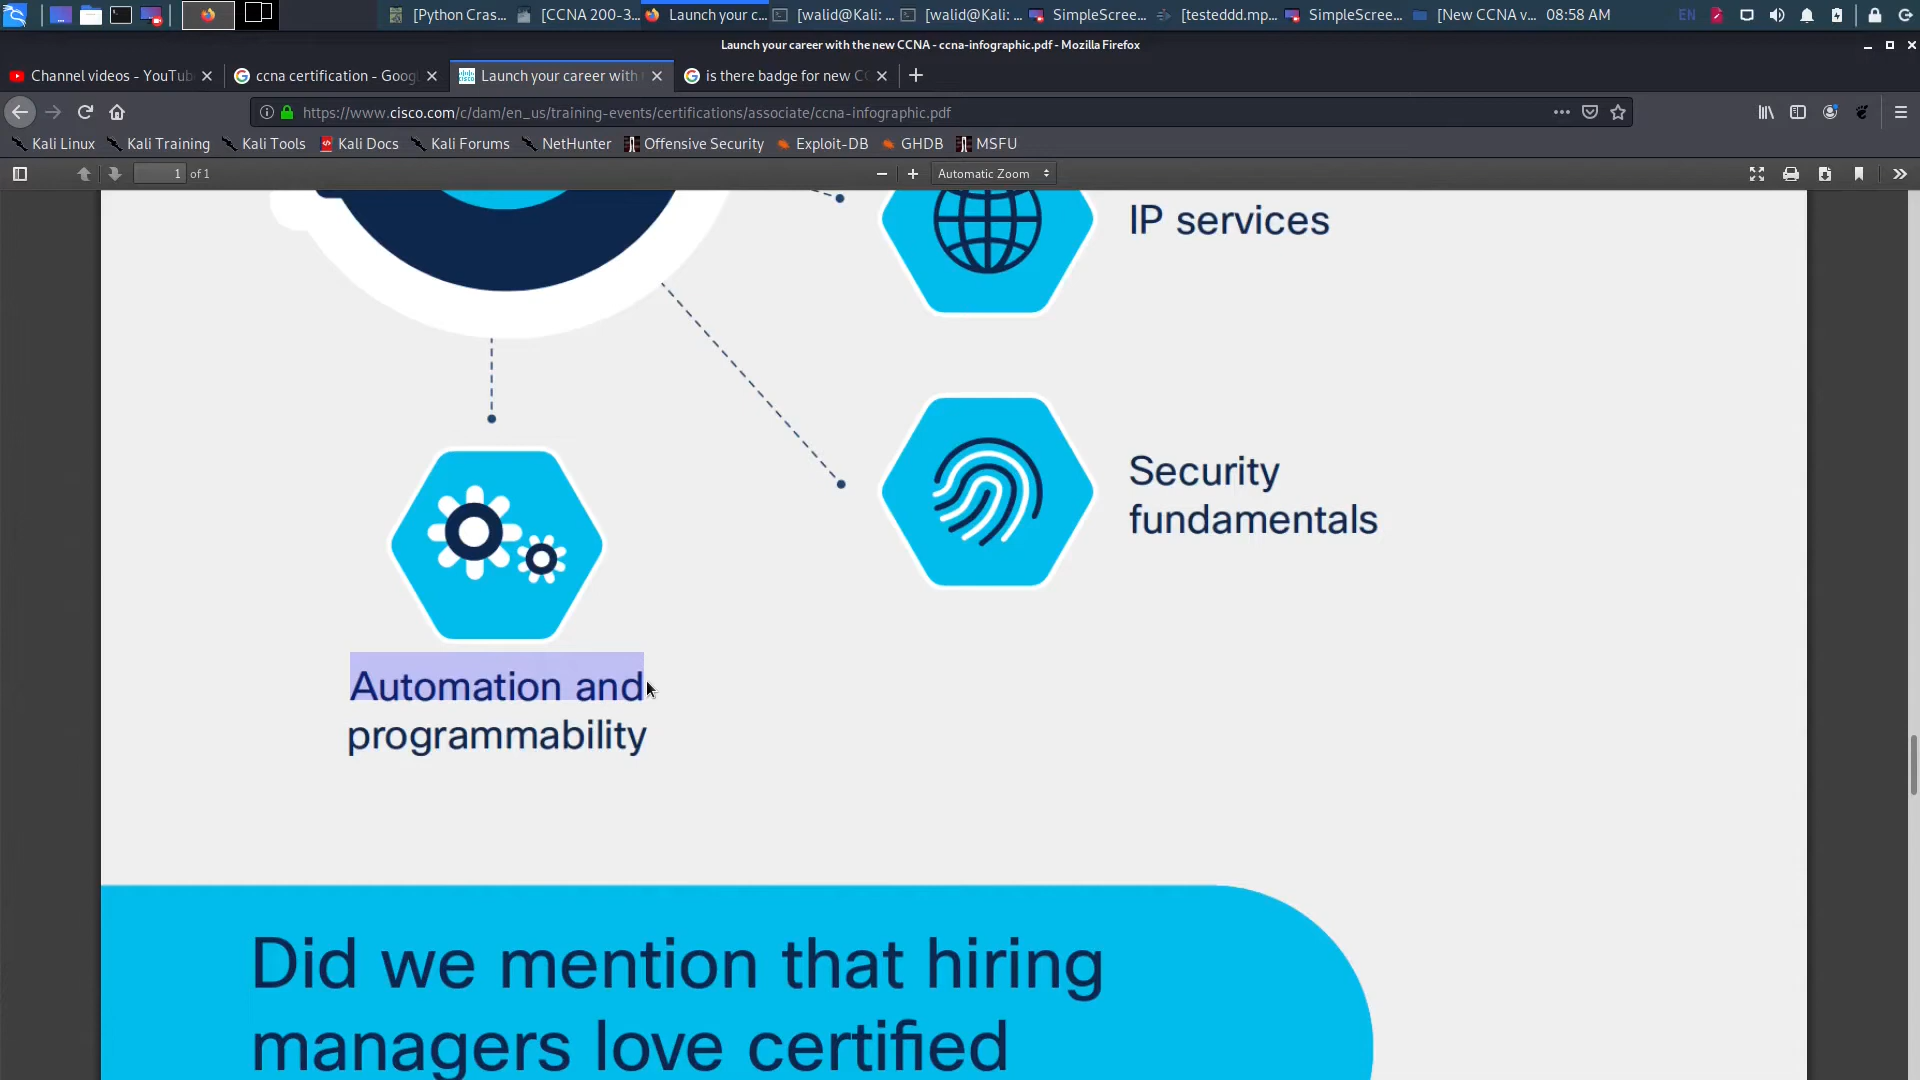 [Python Cras...
[CCNA 200-3...
Launch your c...
[walid@Kali: ...
[walid@Kali: ...
SimpleScree...
[testeddd.mp...
SimpleScree...
[New CCNA v...
08:58 AM
EN
Launch your career with the new CCNA - ccna-infographic.pdf - Mozilla Firefox
Channel videos - YouTub
ccna certification - Goog
Launch your career with
is there badge for new C
https://www.cisco.com/c/dam/en_us/training-events/certifications/associate/ccna-infographic.pdf
Kali Linux
Kali Training
Kali Tools
Kali Docs
Kali Forums
NetHunter
Offensive Security
Exploit-DB
GHDB
MSFU
1 of 1
Automatic Zoom
IP services
Security
fundamentals
Automation and
programmability
Did we mention that hiring
managers love certified